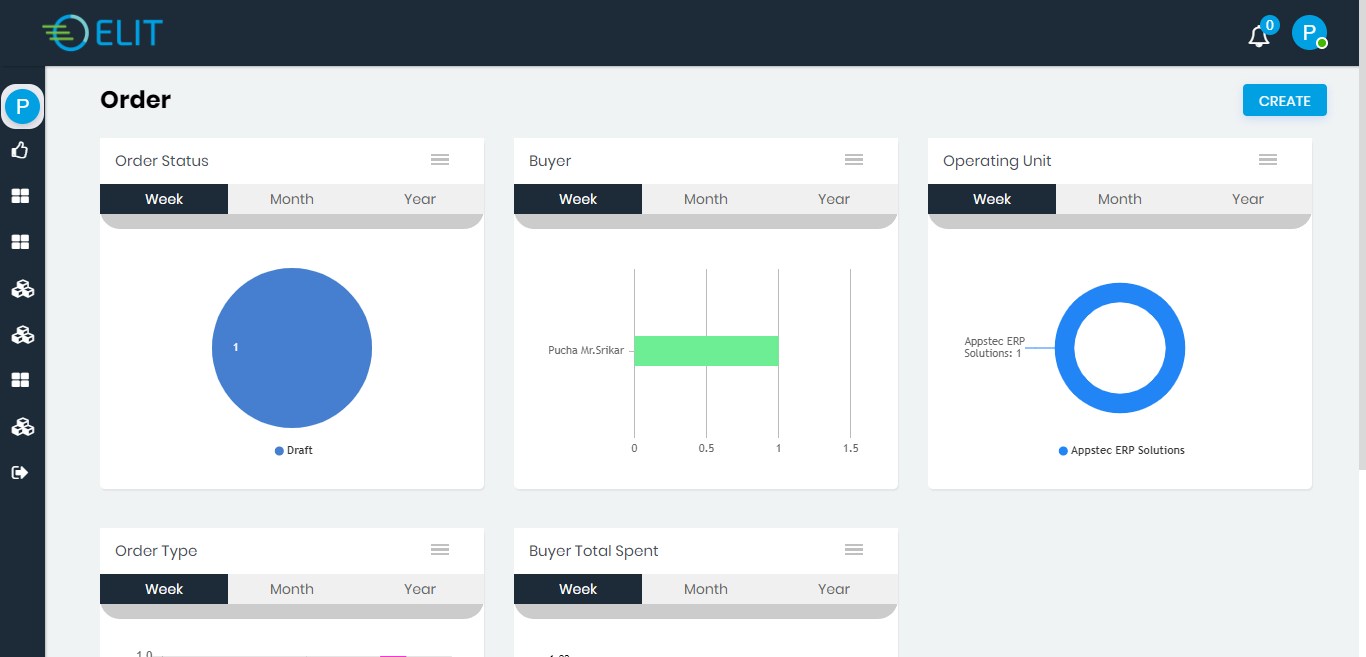 ELIT
0
P
P
Order
CREATE
Order Status
Week Month Year
1
Draft
Buyer
Week Month Year
Pucha Mr.Srikar
0 0.5 1 1.5
Operating Unit
Week Month Year
Appstec ERP
Solutions: 1
Appstec ERP Solutions
Order Type
Week Month Year
1.0
Buyer Total Spent
Week Month Year